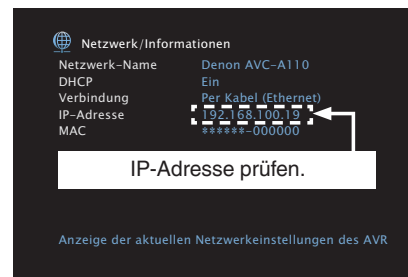 Netzwerk/Informationen
Netzwerk-Name Denon AVC-A110
DHCP Ein
Verbindung Per Kabel (Ethernet)
IP-Adresse 192.168.100.19
MAC ******-000000
IP-Adresse prüfen.
Anzeige der aktuellen Netzwerkeinstellungen des AVR